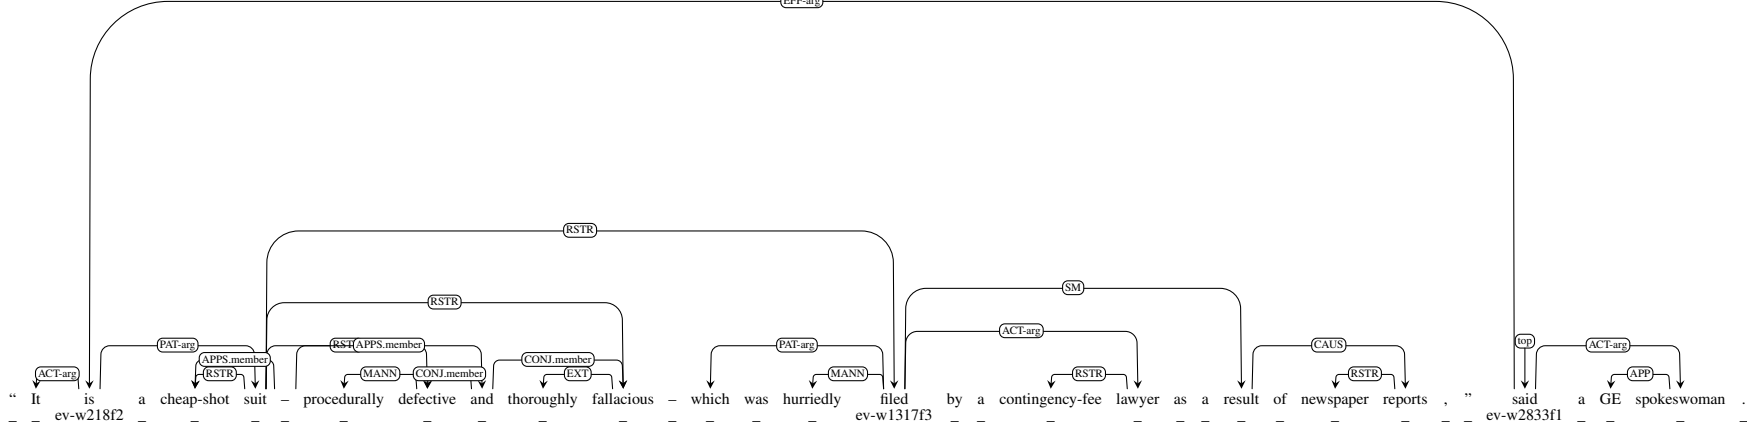 EFF-arg
RSTR
SM
RSTR
ACT-arg
top
PAT-arg APPS.member PAT-arg CAUS ACT-arg
APPS.member CONJ.member
ACT-arg RSTR MANN CONJ.member EXT MANN RSTR RSTR APP
“ It is a cheap-shot suit – procedurally defective and thoroughly fallacious – which was hurriedly filed by a contingency-fee lawyer as a result of newspaper reports , ” said a GE spokeswoman .
ev-w218f2 ev-w1317f3 ev-w2833f1